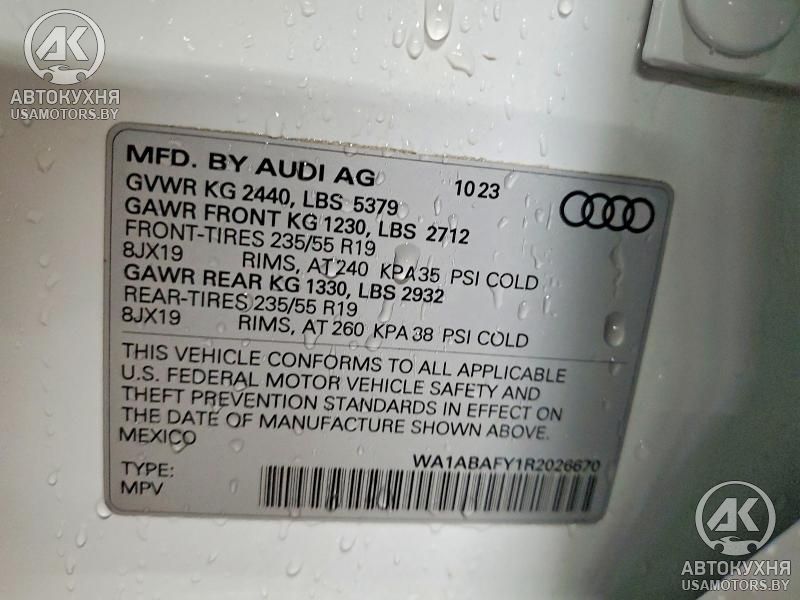 AK
АВТОКУХНЯ
USAMOTORS.BY
MFD. BY AUDI AG 10 23
GVWR KG 2440, LBS 5379
GAWR FRONT KG 1230, LBS 2712
FRONT-TIRES 235/55 R19
8JX19 RIMS, AT 240 KPA 35 PSI COLD
GAWR REAR KG 1330, LBS 2932
REAR-TIRES 235/55 R19
8JX19 RIMS, AT 260 KPA 38 PSI COLD
THIS VEHICLE CONFORMS TO ALL APPLICABLE
U.S. FEDERAL MOTOR VEHICLE SAFETY AND
THEFT PREVENTION STANDARDS IN EFFECT ON
THE DATE OF MANUFACTURE SHOWN ABOVE.
MEXICO
WA1ABAFY1R2026670
TYPE:
MPV
AK
АВТОКУХНЯ
USAMOTORS.BY